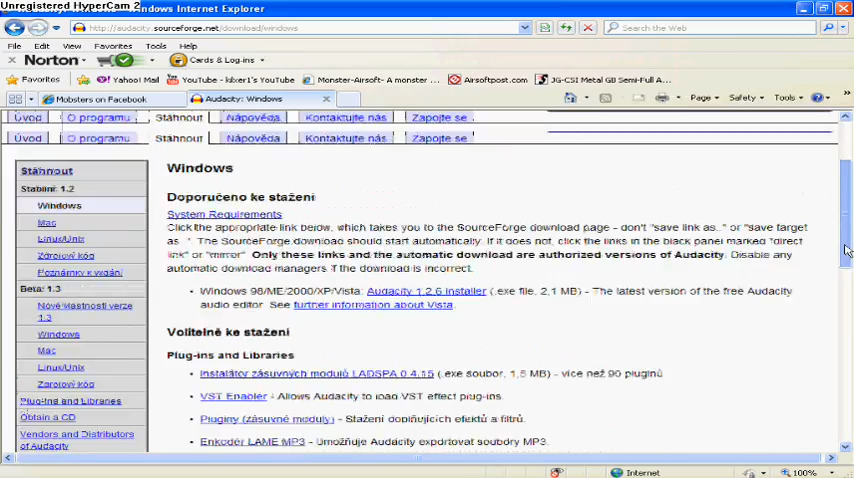 Unregistered HyperCam 2
Windows Internet Explorer
http://audacity.sourceforge.net/download/windows
Search the Web
File Edit View Favorites Tools Help
Norton Cards & Log-ins
Favorites Yahoo! Mail YouTube - kbxer1's Youtube Monster-Airsoft- A monster ... Airsoftpost.com JG-CSI Metal GB Semi-Full A...
Mobsters on Facebook Audacity: Windows Page Safety Tools
Úvod O programu Stáhnout Nápověda Kontaktujte nás Zapojte se
Úvod O programu Stáhnout Nápověda Kontaktujte nás Zapojte se
Stáhnout
Stabilní: 1.2
Windows
Mac
Linux/Unix
Zdrojový kód
Poznámky k vydání
Beta: 1.3
Nové vlastnosti verze
1.3
Windows
Mac
Linux/Unix
Zdrojový kód
Plug-Ins and Libraries
Obtain a CD
Vendors and Distributors
of Audacity
Windows
Doporučeno ke stažení
System Requirements
Click the appropriate link below, which takes you to the SourceForge download page - don't "save link as.." or "save target
as..". The SourceForge download should start automatically. If it does not, click the links in the black panel marked "direct
link" or "mirror". Only these links and the automatic download are authorized versions of Audacity. Disable any
automatic download managers if the download is incorrect.
• Windows 98/ME/2000/XP/Vista: Audacity 1.2.6 installer (.exe file, 2,1 MB) - The latest version of the free Audacity
audio editor. See further information about Vista.
Volitelně ke stažení
Plug-ins and Libraries
• Instalátor zásuvných modulů LADSPA 0.4.15 (.exe soubor, 1,5 MB) - více než 90 pluginů
• VST Enabler - Allows Audacity to load VST effect plug-ins.
• Pluginy (zásuvné moduly) - Stažení doplňujících efektů a filtrů.
• Encodér LAME MP3 - Umožňuje Audacity exportovat soubory MP3.
Internet 100%